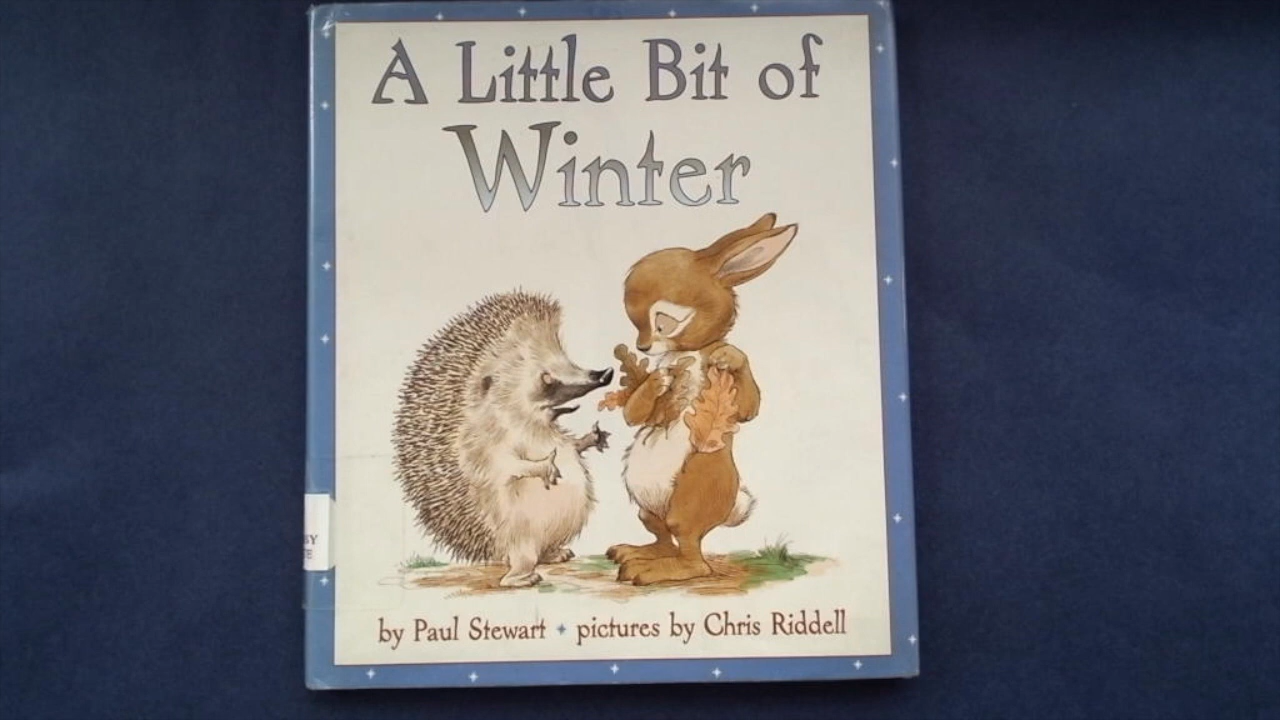 A Little Bit of
Winter
by Paul Stewart + pictures by Chris Riddell